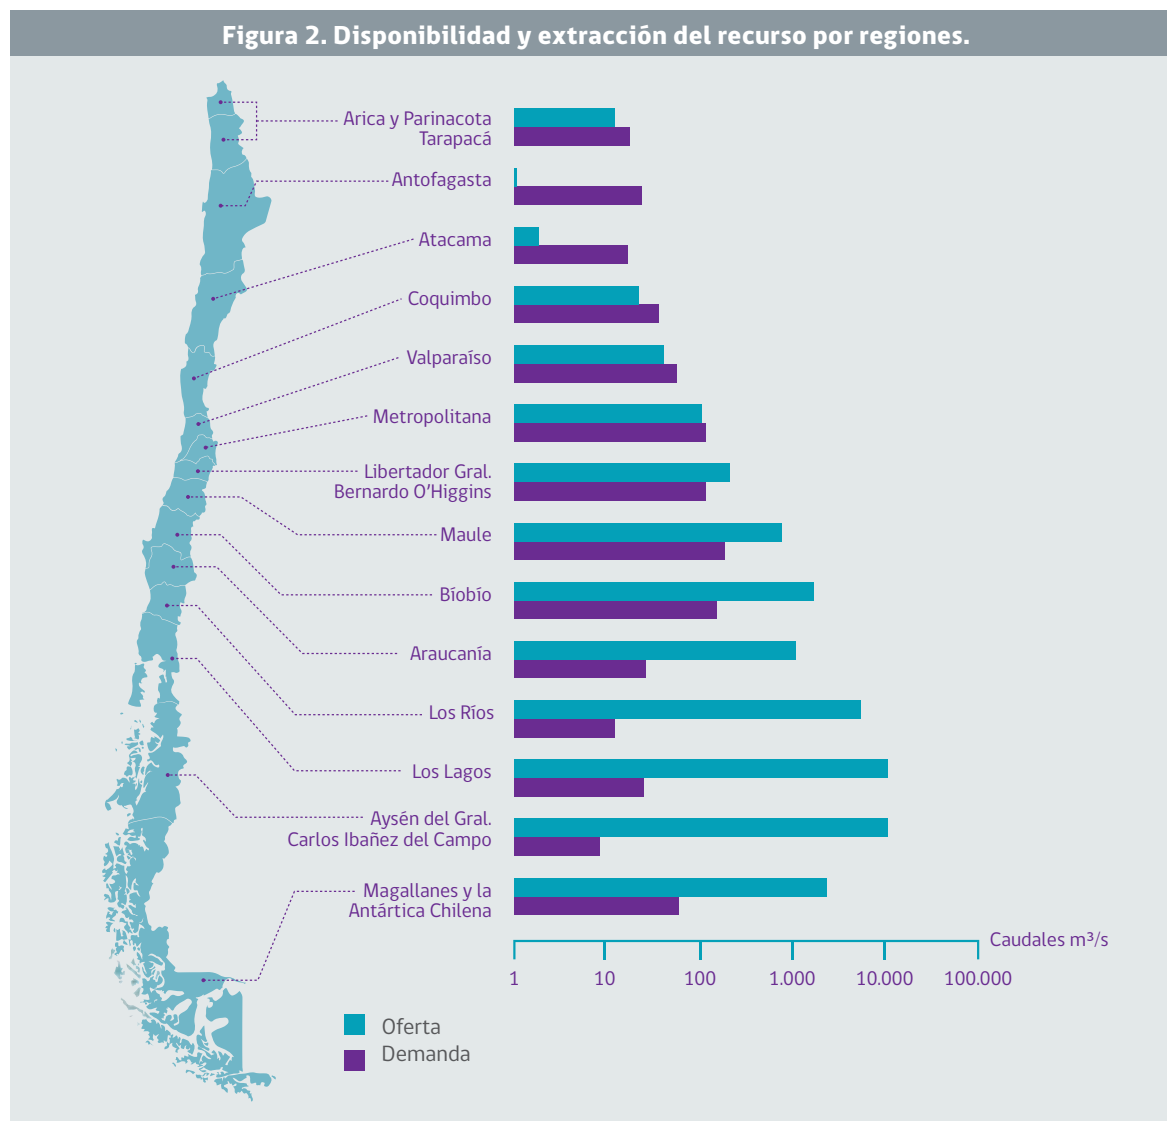 Figura 2. Disponibilidad y extracción del recurso por regiones.
Arica y Parinacota
Tarapacá
Antofagasta
Atacama
Coquimbo
Valparaíso
Metropolitana
Libertador Gral.
Bernardo O’Higgins
Maule
Bíobío
Araucanía
Los Ríos
Los Lagos
Aysén del Gral.
Carlos Ibañez del Campo
Magallanes y la
Antártica Chilena
Caudales m³/s
1 10 100 1.000 10.000 100.000
Oferta
Demanda